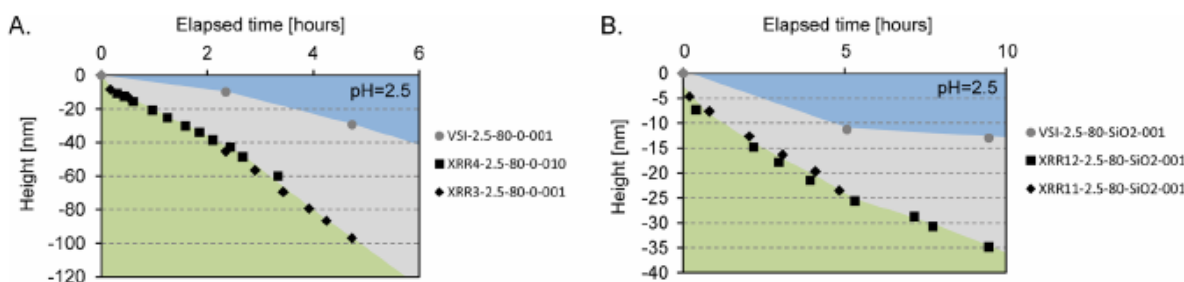 A.
Elapsed time [hours]
0 2 4 6
Height [nm]
0
-20
-40
-60
-80
-100
-120
pH=2.5
VSI-2.5-80-0-001
XRR4-2.5-80-0-010
XRR3-2.5-80-0-001
B.
Elapsed time [hours]
0 5 10
Height [nm]
0
-5
-10
-15
-20
-25
-30
-35
-40
pH=2.5
VSI-2.5-80-SiO2-001
XRR12-2.5-80-SiO2-001
XRR11-2.5-80-SiO2-001